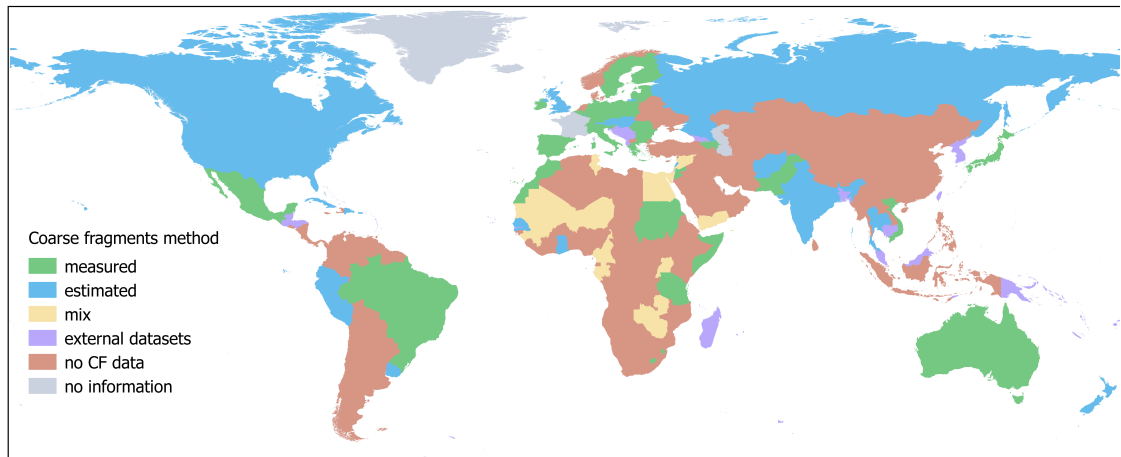 Coarse fragments method
measured
estimated
mix
external datasets
no CF data
no information